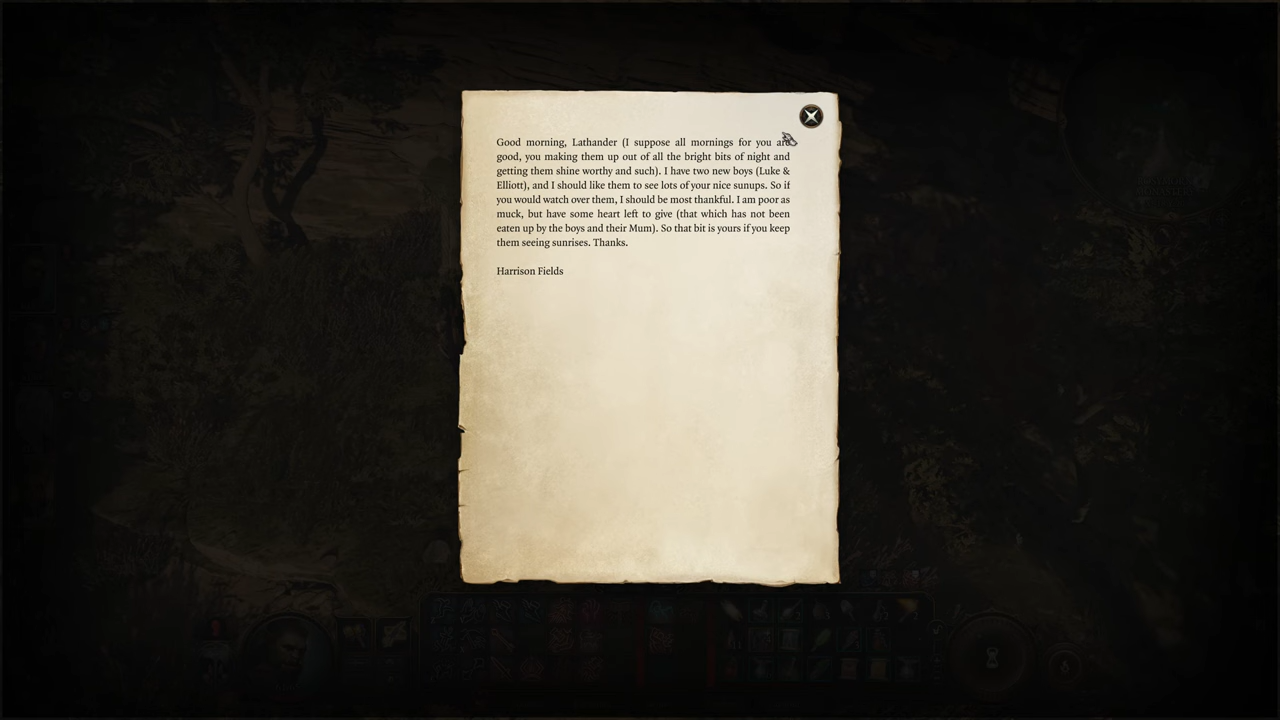 Good morning, Lathander (I suppose all mornings for you are
good, you making them up out of all the bright bits of night and
getting them shine worthy and such). I have two new boys (Luke &
Elliott), and I should like them to see lots of your nice sunups. So if
you would watch over them, I should be most thankful. I am poor as
muck, but have some heart left to give (that which has not been
eaten up by the boys and their Mum). So that bit is yours if you keep
them seeing sunrises. Thanks.
Harrison Fields